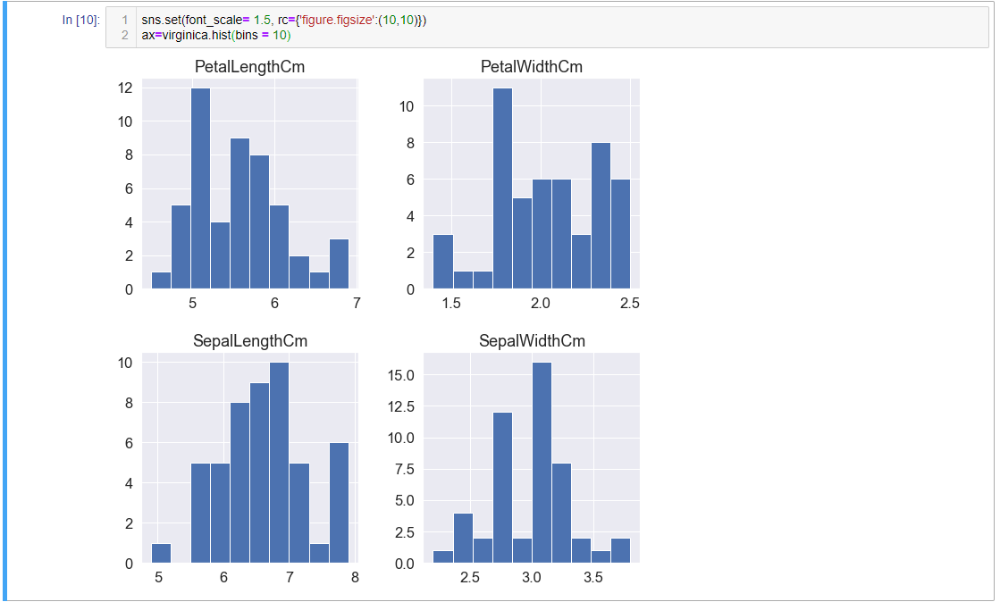 In [10]:
1 sns.set(font_scale= 1.5, rc={'figure.figsize':(10,10)})
2 ax=virginica.hist(bins = 10)
PetalLengthCm
12
10
8
6
4
2
0
5 6 7
PetalWidthCm
10
8
6
4
2
0
1.5 2.0 2.5
SepalLengthCm
10
8
6
4
2
0
5 6 7 8
SepalWidthCm
15.0
12.5
10.0
7.5
5.0
2.5
0.0
2.5 3.0 3.5